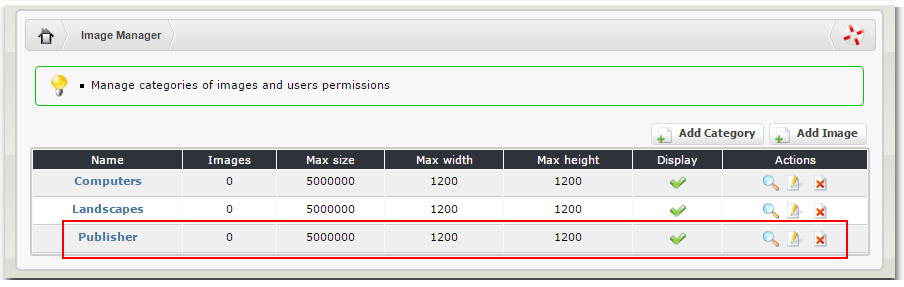 Image Manager
Manage categories of images and users permissions
Add Category Add Image
Name Images Max size Max width Max height Display Actions
Computers 0 5000000 1200 1200
Landscapes 0 5000000 1200 1200
Publisher 0 5000000 1200 1200